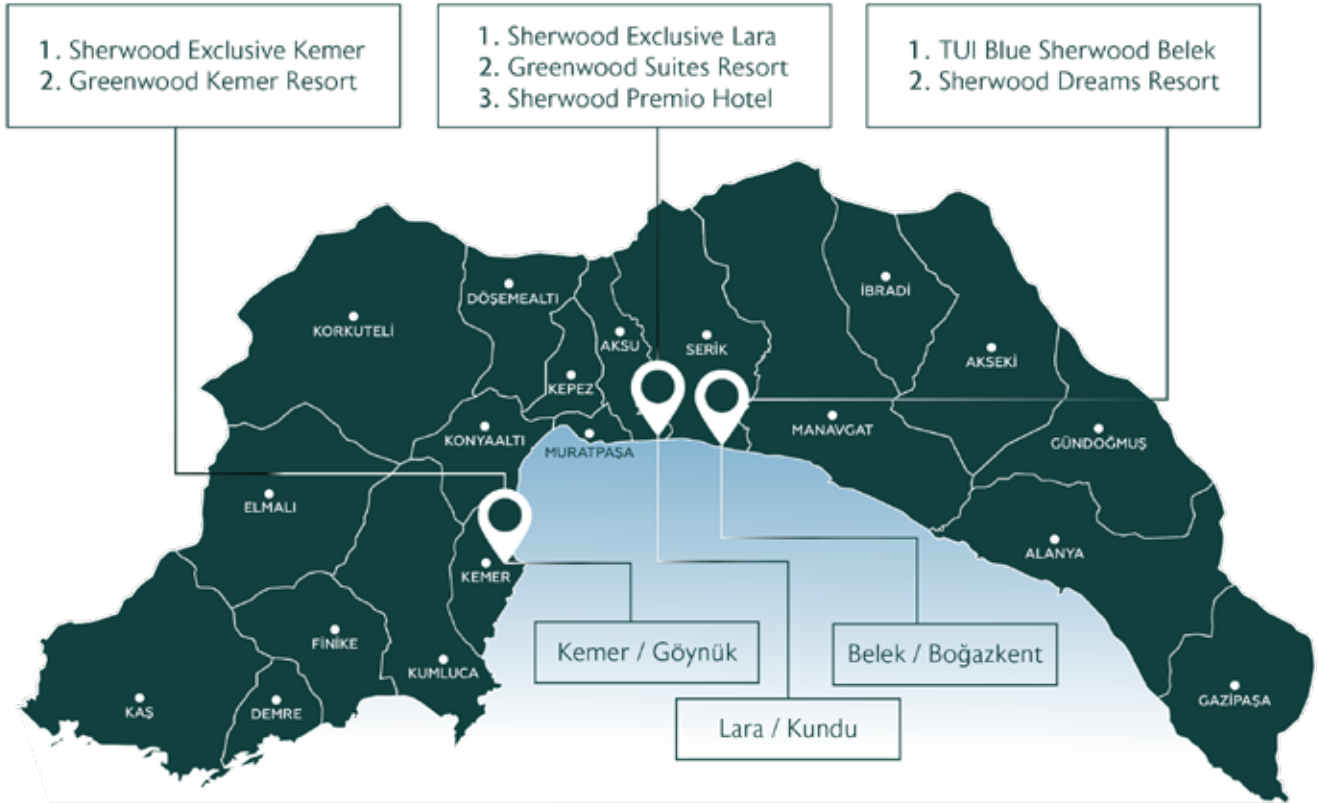 1. Sherwood Exclusive Kemer
2. Greenwood Kemer Resort
1. Sherwood Exclusive Lara
2. Greenwood Suites Resort
3. Sherwood Premio Hotel
1. TUI Blue Sherwood Belek
2. Sherwood Dreams Resort
İBRADİ
DÖŞEMEALTI
KORKUTELİ
AKSU
SERİK
AKSEKİ
KEPEZ
MANAVGAT
KONYAALTI
GÜNDOĞMUŞ
MURATPAŞA
ELMALI
ALANYA
KEMER
FİNİKE
Kemer / Göynük
Belek / Boğazkent
KUMLUCA
GAZİPAŞA
KAŞ
DEMRE
Lara / Kundu